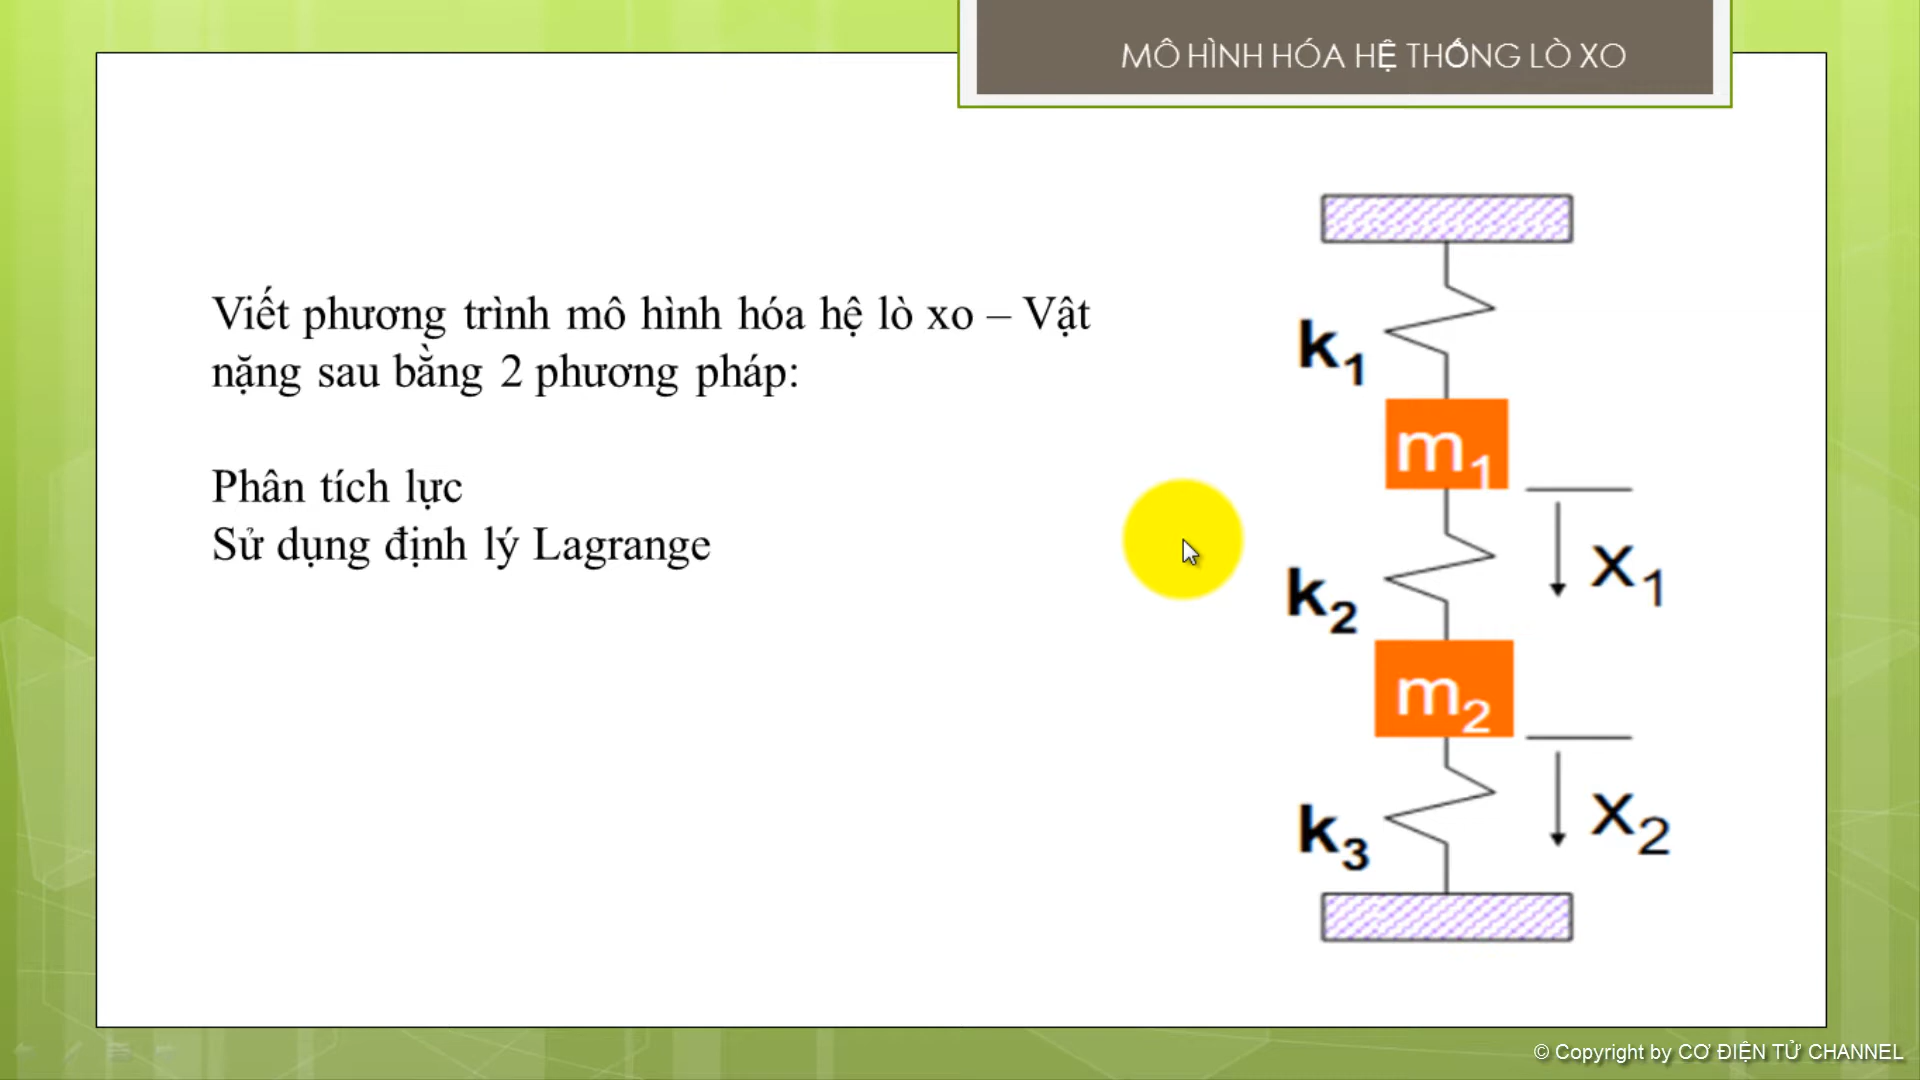 MÔ HÌNH HÓA HỆ THỐNG LÒ XO
Viết phương trình mô hình hóa hệ lò xo – Vật
nặng sau bằng 2 phương pháp:
Phân tích lực
Sử dụng định lý Lagrange
k1
m1
x1
k2
m2
x2
k3
© Copyright by CƠ ĐIỆN TỬ CHANNEL